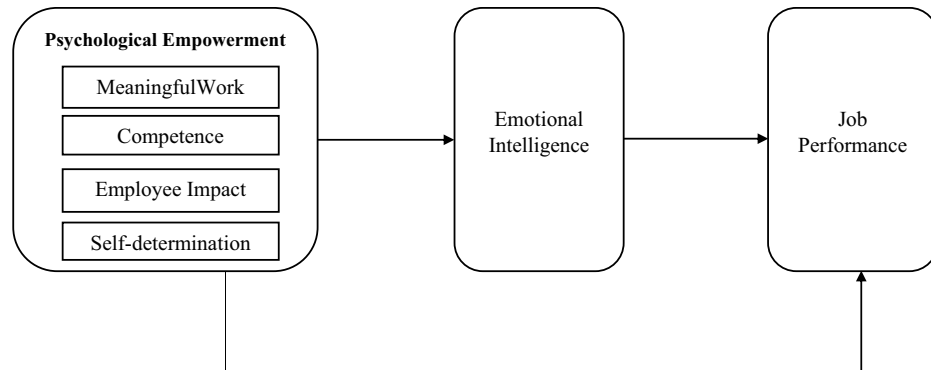 Psychological Empowerment
MeaningfulWork
Competence
Employee Impact
Self-determination
Emotional
Intelligence
Job
Performance